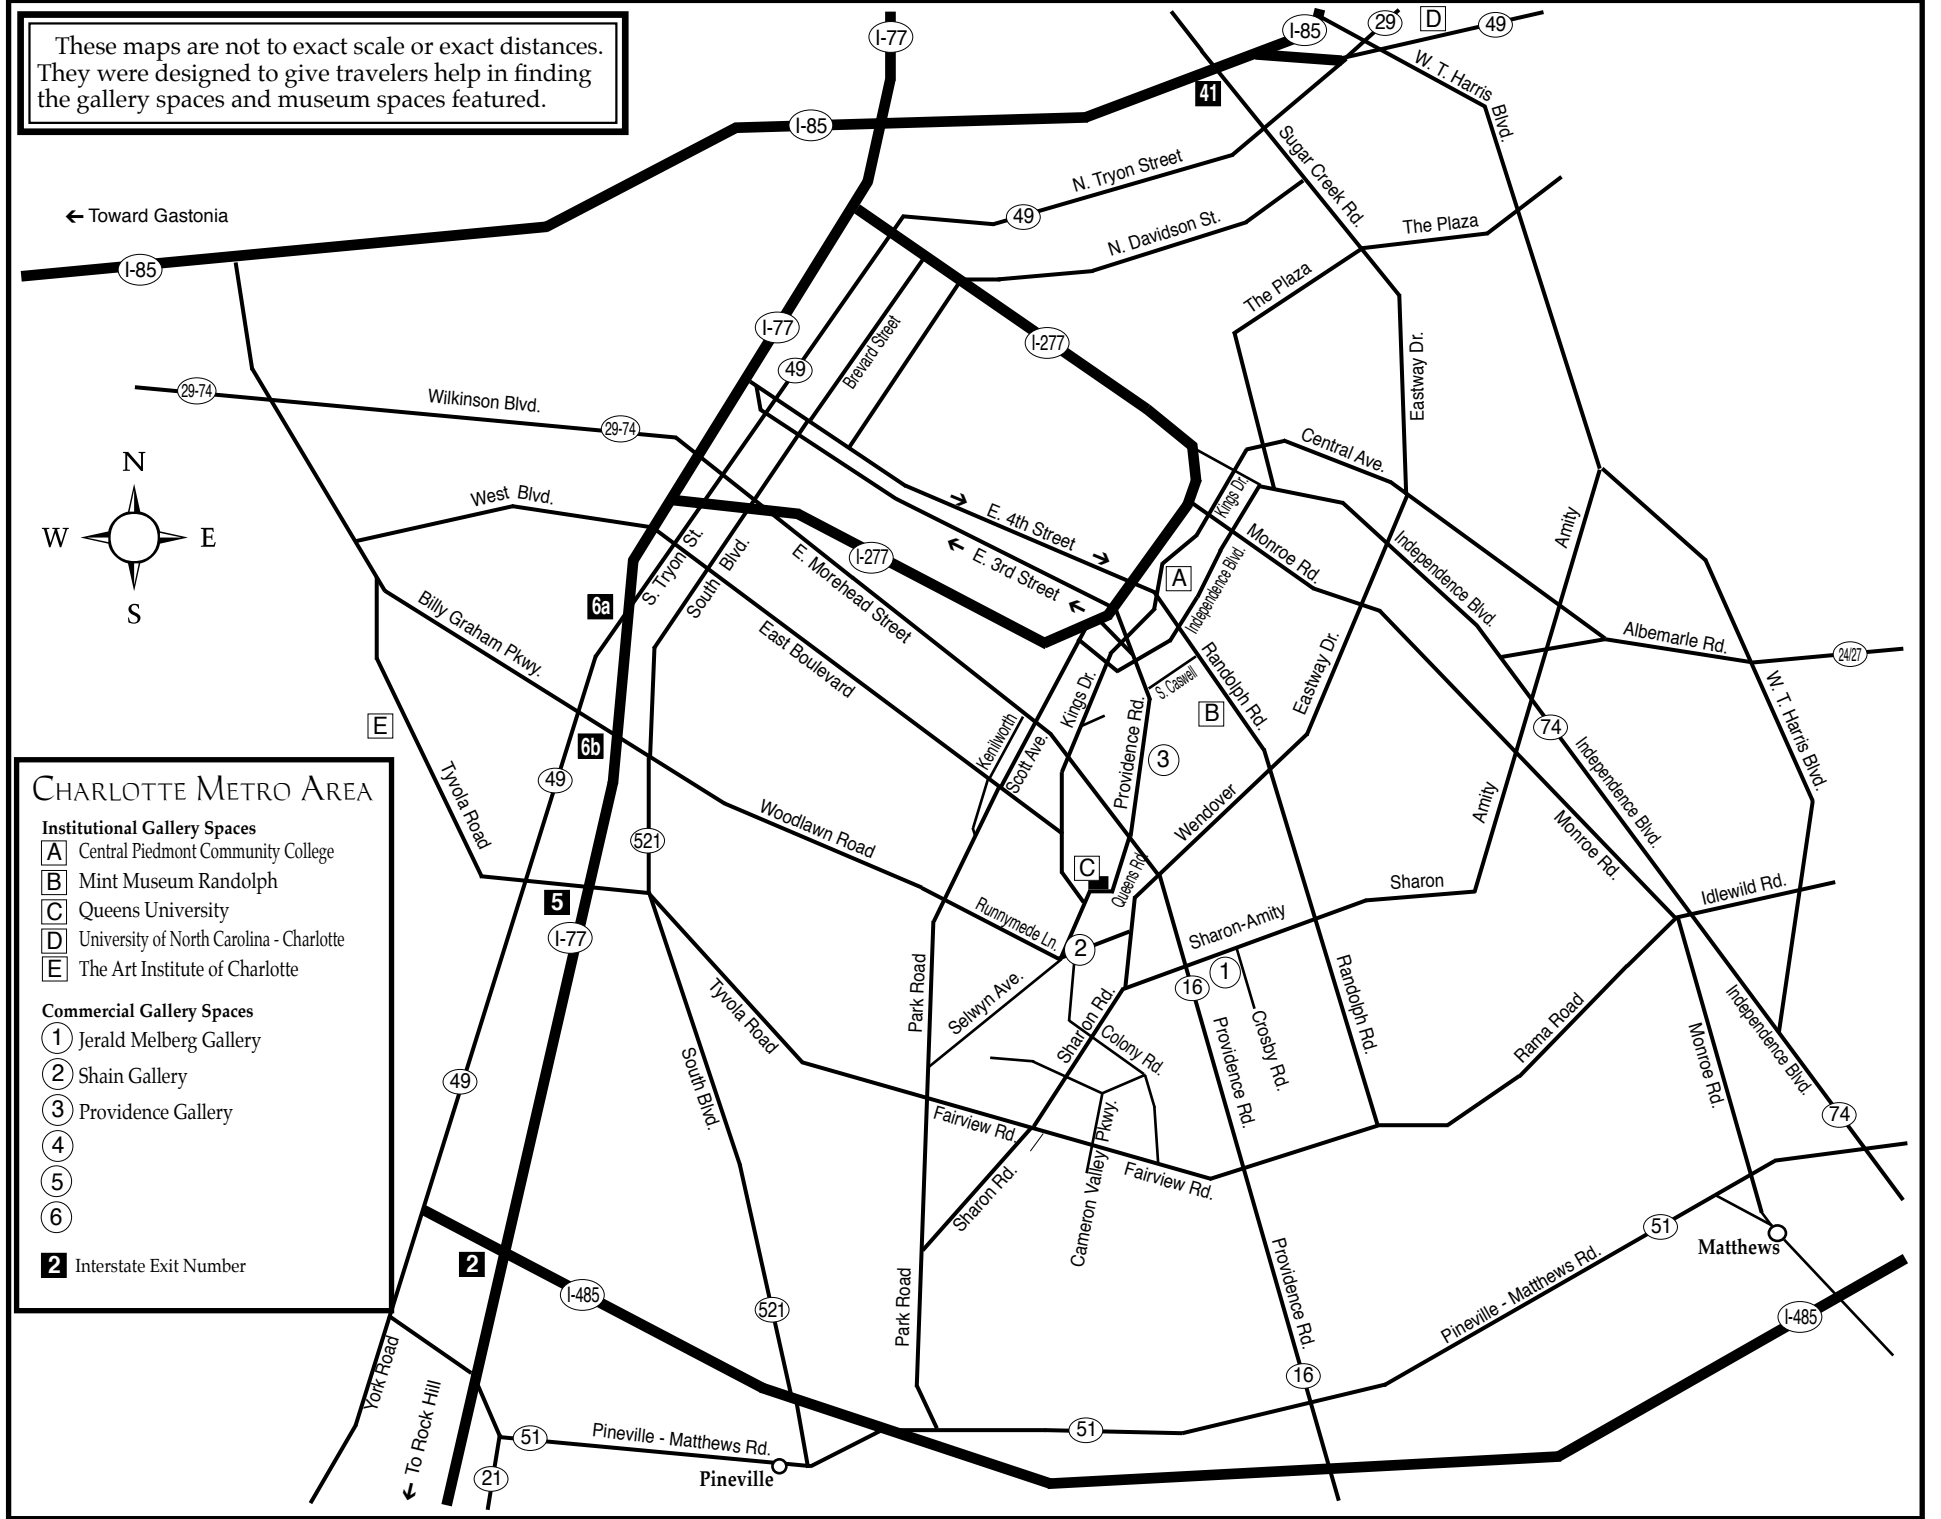 These maps are not to exact scale or exact distances.
They were designed to give travelers help in finding
the gallery spaces and museum spaces featured.
I-77
I-85
29
D
49
W. T. Harris
Blvd.
41
I-85
Sugar Creek Rd.
N. Tryon Street
49
← Toward Gastonia
N. Davidson St.
The Plaza
I-85
The Plaza
I-77
I-277
49
Brevard Street
Eastway Dr.
29-74
Wilkinson Blvd.
29-74
Central Ave.
N
W
E
S
West Blvd.
Kings Dr.
E. 4th Street
E. 3rd Street
Monroe Rd.
Independence Blvd.
Amity
S. Tryon St.
South Blvd.
I-277
E. Morehead Street
A
Independence Blvd.
6a
Billy Graham Pkwy.
East Boulevard
Albemarle Rd.
24/27
Randolph Rd.
Eastway Dr.
S. Caswell
Kings Dr.
B
W. T. Harris Blvd.
E
Kenilworth
Scott Ave.
Providence Rd.
3
74
Independence Blvd.
6b
49
Tyvola Road
Woodlawn Road
Wendover
Amity
Monroe Rd.
521
C
Queens Rd.
Sharon
Idlewild Rd.
5
I-77
Runnymede Ln.
2
Sharon-Amity
1
16
Park Road
Selwyn Ave.
Sharon Rd.
Colony Rd.
Providence Rd.
Crosby Rd.
Randolph Rd.
Rama Road
Monroe Rd.
Independence Blvd.
Tyvola Road
South Blvd.
49
74
Fairview Rd.
Fairview Rd.
Cameron Valley Pkwy.
Sharon Rd.
51
Matthews
2
I-485
521
Park Road
Providence Rd.
Pineville - Matthews Rd.
I-485
York Road
← To Rock Hill
16
51
Pineville - Matthews Rd.
51
21
Pineville
CHARLOTTE METRO AREA
Institutional Gallery Spaces
A Central Piedmont Community College
B Mint Museum Randolph
C Queens University
D University of North Carolina - Charlotte
E The Art Institute of Charlotte
Commercial Gallery Spaces
1 Jerald Melberg Gallery
2 Shain Gallery
3 Providence Gallery
4
5
6
2 Interstate Exit Number